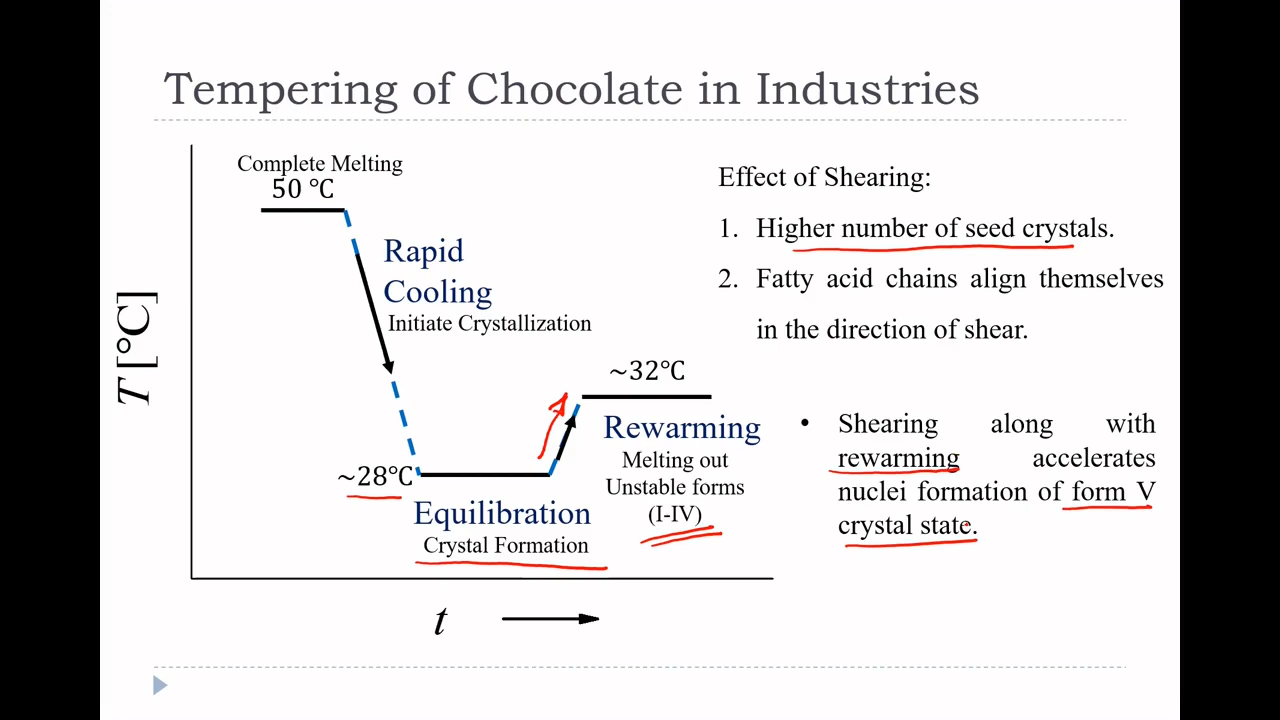 Tempering of Chocolate in Industries
Complete Melting
50 °C
Rapid
Cooling
Initiate Crystallization
~28°C
Equilibration
Crystal Formation
~32°C
Rewarming
Melting out
Unstable forms
(I-IV)
T [°C]
t
Effect of Shearing:
1. Higher number of seed crystals.
2. Fatty acid chains align themselves
in the direction of shear.
• Shearing along with
rewarming accelerates
nuclei formation of form V
crystal state.